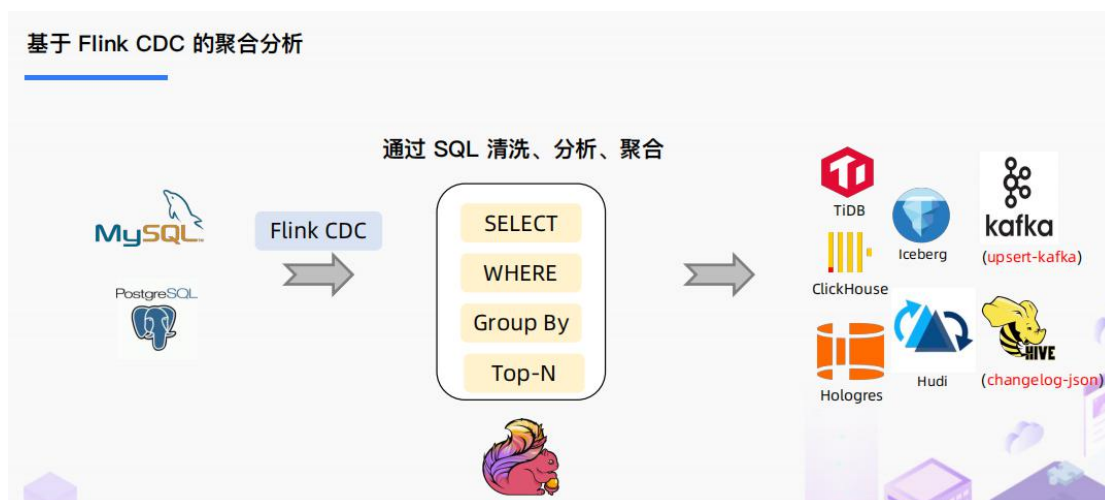 基于 Flink CDC 的聚合分析
通过 SQL 清洗、分析、聚合
MySQL
PostgreSQL
Flink CDC
SELECT
WHERE
Group By
Top-N
TiDB
Iceberg
kafka
(upsert-kafka)
ClickHouse
Hologres
Hudi
HIVE
(changelog-json)